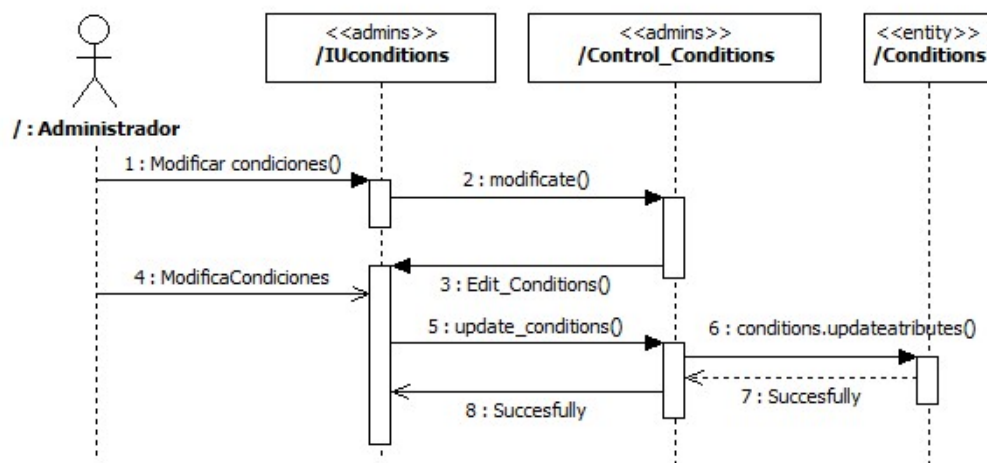 <<admins>>
/IUconditions
<<admins>>
/Control_Conditions
<<entity>>
/Conditions
/ : Administrador
1 : Modificar condiciones()
2 : modificate()
3 : Edit_Conditions()
4 : ModificaCondiciones
5 : update_conditions()
6 : conditions.updateatributes()
7 : Succesfully
8 : Succesfully